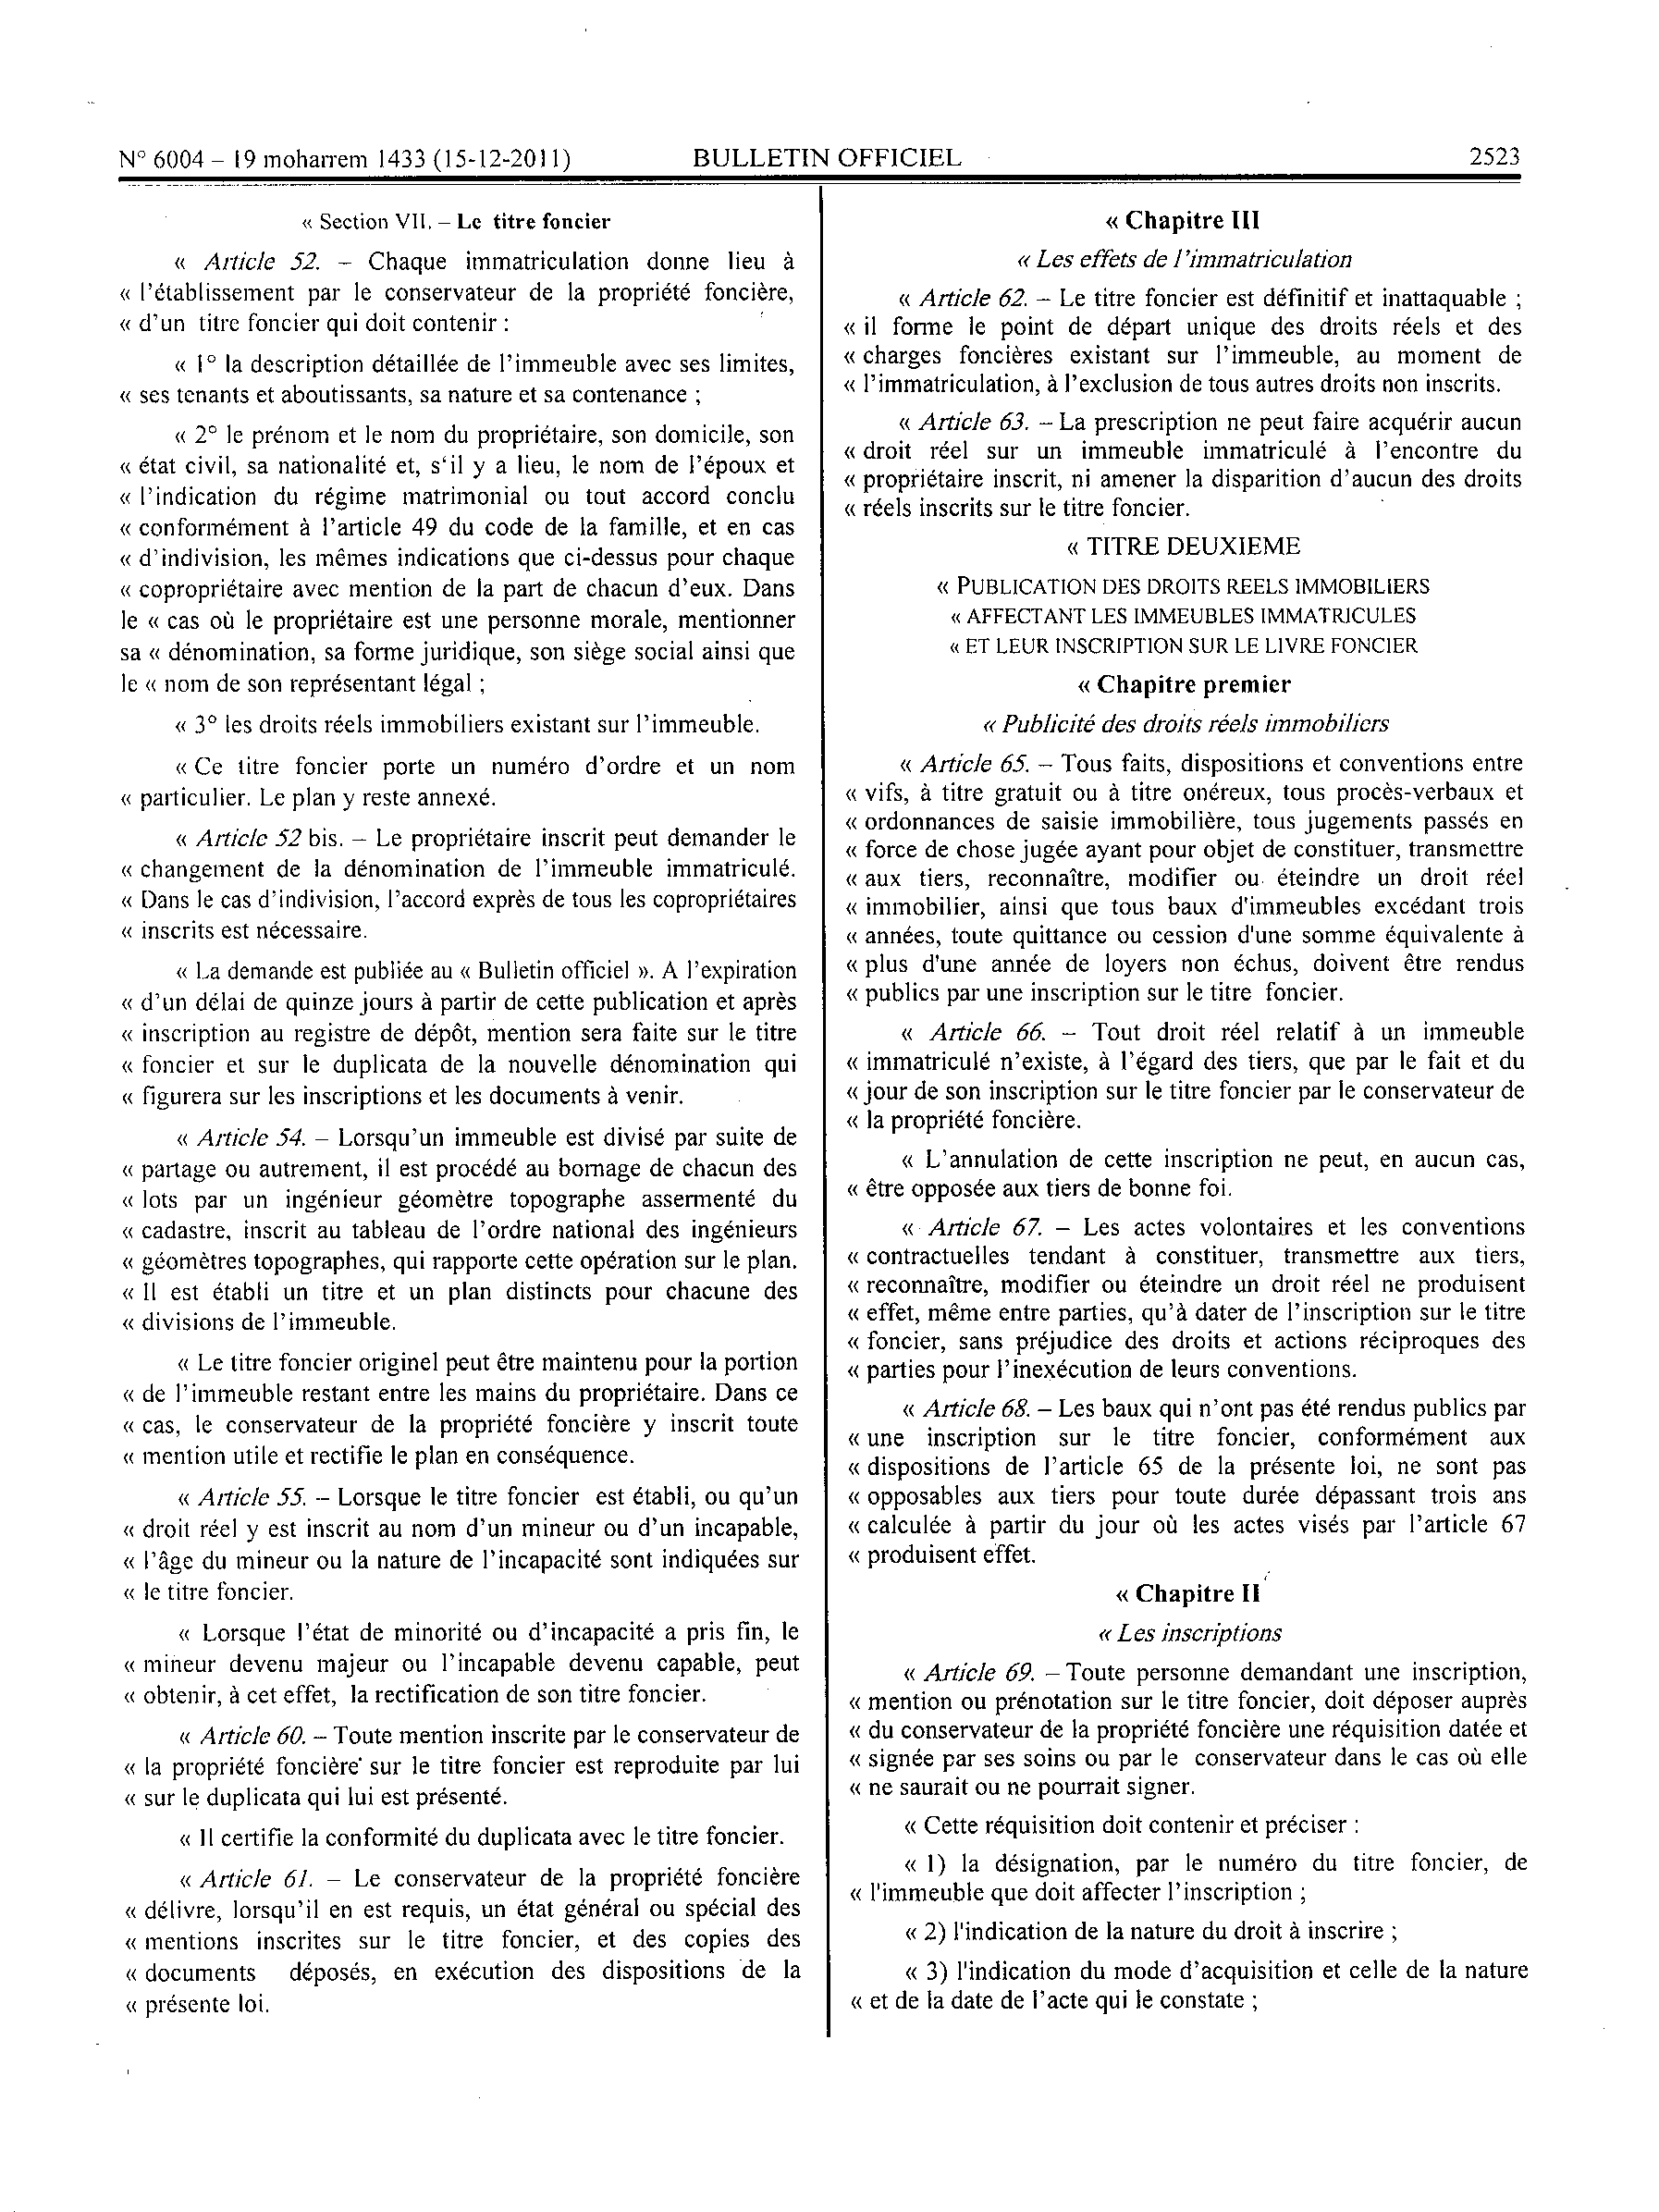 N° 6004 – 19 moharrem 1433 (15-12-2011) BULLETIN OFFICIEL 2523
« Section VII. – Le titre foncier
« Article 52. – Chaque immatriculation donne lieu à
« l'établissement par le conservateur de la propriété foncière,
« d'un titre foncier qui doit contenir :
« 1° la description détaillée de l'immeuble avec ses limites,
« ses tenants et aboutissants, sa nature et sa contenance ;
« 2° le prénom et le nom du propriétaire, son domicile, son
« état civil, sa nationalité et, s'il y a lieu, le nom de l'époux et
« l'indication du régime matrimonial ou tout accord conclu
« conformément à l'article 49 du code de la famille, et en cas
« d'indivision, les mêmes indications que ci-dessus pour chaque
« copropriétaire avec mention de la part de chacun d'eux. Dans
le « cas où le propriétaire est une personne morale, mentionner
sa « dénomination, sa forme juridique, son siège social ainsi que
le « nom de son représentant légal ;
« 3° les droits réels immobiliers existant sur l'immeuble.
« Ce titre foncier porte un numéro d'ordre et un nom
« particulier. Le plan y reste annexé.
« Article 52 bis. – Le propriétaire inscrit peut demander le
« changement de la dénomination de l'immeuble immatriculé.
« Dans le cas d'indivision, l'accord exprès de tous les copropriétaires
« inscrits est nécessaire.
« La demande est publiée au « Bulletin officiel ». A l'expiration
« d'un délai de quinze jours à partir de cette publication et après
« inscription au registre de dépôt, mention sera faite sur le titre
« foncier et sur le duplicata de la nouvelle dénomination qui
« figurera sur les inscriptions et les documents à venir.
« Article 54. – Lorsqu'un immeuble est divisé par suite de
« partage ou autrement, il est procédé au bornage de chacun des
« lots par un ingénieur géomètre topographe assermenté du
« cadastre, inscrit au tableau de l'ordre national des ingénieurs
« géomètres topographes, qui rapporte cette opération sur le plan.
« Il est établi un titre et un plan distincts pour chacune des
« divisions de l'immeuble.
« Le titre foncier originel peut être maintenu pour la portion
« de l'immeuble restant entre les mains du propriétaire. Dans ce
« cas, le conservateur de la propriété foncière y inscrit toute
« mention utile et rectifie le plan en conséquence.
« Article 55. – Lorsque le titre foncier est établi, ou qu'un
« droit réel y est inscrit au nom d'un mineur ou d'un incapable,
« l'âge du mineur ou la nature de l'incapacité sont indiquées sur
« le titre foncier.
« Lorsque l'état de minorité ou d'incapacité a pris fin, le
« mineur devenu majeur ou l'incapable devenu capable, peut
« obtenir, à cet effet, la rectification de son titre foncier.
« Article 60. – Toute mention inscrite par le conservateur de
« la propriété foncière sur le titre foncier est reproduite par lui
« sur le duplicata qui lui est présenté.
« Il certifie la conformité du duplicata avec le titre foncier.
« Article 61. – Le conservateur de la propriété foncière
« délivre, lorsqu'il en est requis, un état général ou spécial des
« mentions inscrites sur le titre foncier, et des copies des
« documents déposés, en exécution des dispositions de la
« présente loi.
« Chapitre III
« Les effets de l'immatriculation
« Article 62. – Le titre foncier est définitif et inattaquable ;
« il forme le point de départ unique des droits réels et des
« charges foncières existant sur l'immeuble, au moment de
« l'immatriculation, à l'exclusion de tous autres droits non inscrits.
« Article 63. – La prescription ne peut faire acquérir aucun
« droit réel sur un immeuble immatriculé à l'encontre du
« propriétaire inscrit, ni amener la disparition d'aucun des droits
« réels inscrits sur le titre foncier.
« TITRE DEUXIEME
« PUBLICATION DES DROITS REELS IMMOBILIERS
« AFFECTANT LES IMMEUBLES IMMATRICULES
« ET LEUR INSCRIPTION SUR LE LIVRE FONCIER
« Chapitre premier
« Publicité des droits réels immobiliers
« Article 65. – Tous faits, dispositions et conventions entre
« vifs, à titre gratuit ou à titre onéreux, tous procès-verbaux et
« ordonnances de saisie immobilière, tous jugements passés en
« force de chose jugée ayant pour objet de constituer, transmettre
« aux tiers, reconnaître, modifier ou éteindre un droit réel
« immobilier, ainsi que tous baux d'immeubles excédant trois
« années, toute quittance ou cession d'une somme équivalente à
« plus d'une année de loyers non échus, doivent être rendus
« publics par une inscription sur le titre foncier.
« Article 66. – Tout droit réel relatif à un immeuble
« immatriculé n'existe, à l'égard des tiers, que par le fait et du
« jour de son inscription sur le titre foncier par le conservateur de
« la propriété foncière.
« L'annulation de cette inscription ne peut, en aucun cas,
« être opposée aux tiers de bonne foi.
« Article 67. – Les actes volontaires et les conventions
« contractuelles tendant à constituer, transmettre aux tiers,
« reconnaître, modifier ou éteindre un droit réel ne produisent
« effet, même entre parties, qu'à dater de l'inscription sur le titre
« foncier, sans préjudice des droits et actions réciproques des
« parties pour l'inexécution de leurs conventions.
« Article 68. – Les baux qui n'ont pas été rendus publics par
« une inscription sur le titre foncier, conformément aux
« dispositions de l'article 65 de la présente loi, ne sont pas
« opposables aux tiers pour toute durée dépassant trois ans
« calculée à partir du jour où les actes visés par l'article 67
« produisent effet.
« Chapitre II
« Les inscriptions
« Article 69. – Toute personne demandant une inscription,
« mention ou prénotation sur le titre foncier, doit déposer auprès
« du conservateur de la propriété foncière une réquisition datée et
« signée par ses soins ou par le conservateur dans le cas où elle
« ne saurait ou ne pourrait signer.
« Cette réquisition doit contenir et préciser :
« 1) la désignation, par le numéro du titre foncier, de
« l'immeuble que doit affecter l'inscription ;
« 2) l'indication de la nature du droit à inscrire ;
« 3) l'indication du mode d'acquisition et celle de la nature
« et de la date de l'acte qui le constate ;